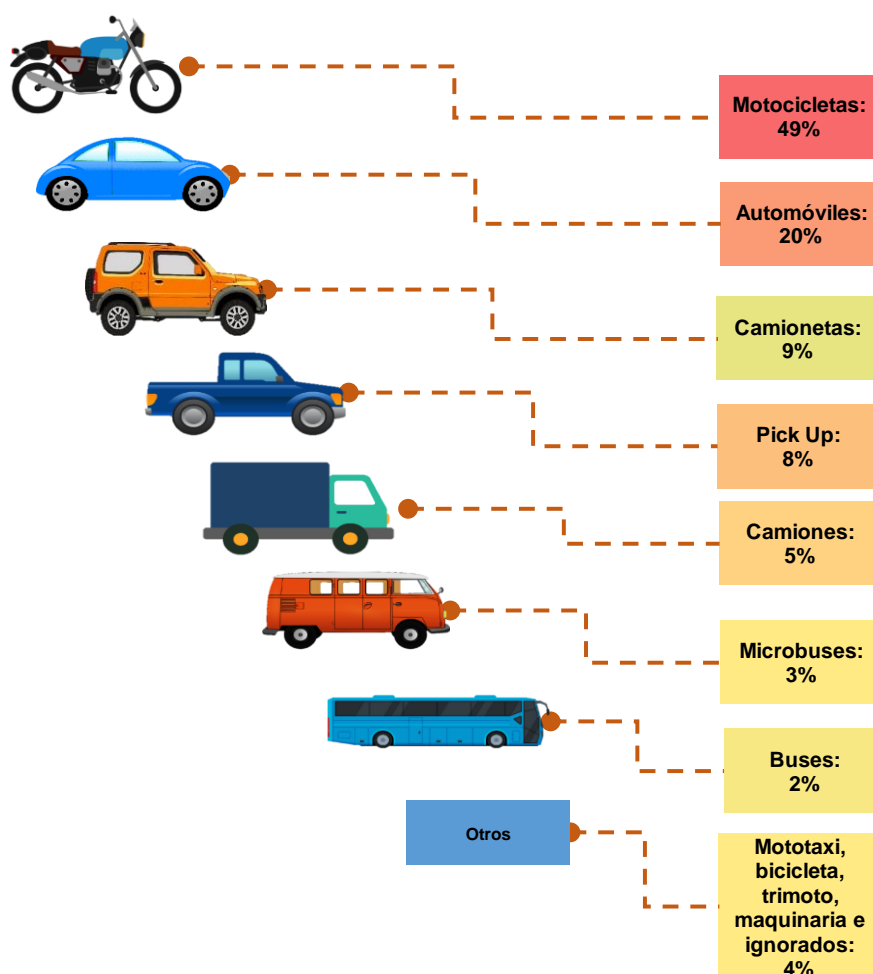 Motocicletas:
49%
Automóviles:
20%
Camionetas:
9%
Pick Up:
8%
Camiones:
5%
Microbuses:
3%
Buses:
2%
Otros
Mototaxi,
bicicleta,
trimoto,
maquinaria e
ignorados:
4%